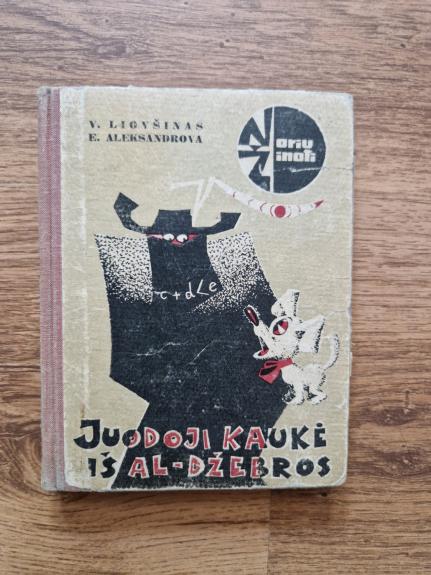 V. LIOVŠINAS
E. ALEKSANDROVA
Noriu
Žinoti
c+d<e
JUODOJI KAUKĖ
IŠ AL-DŽEBROS